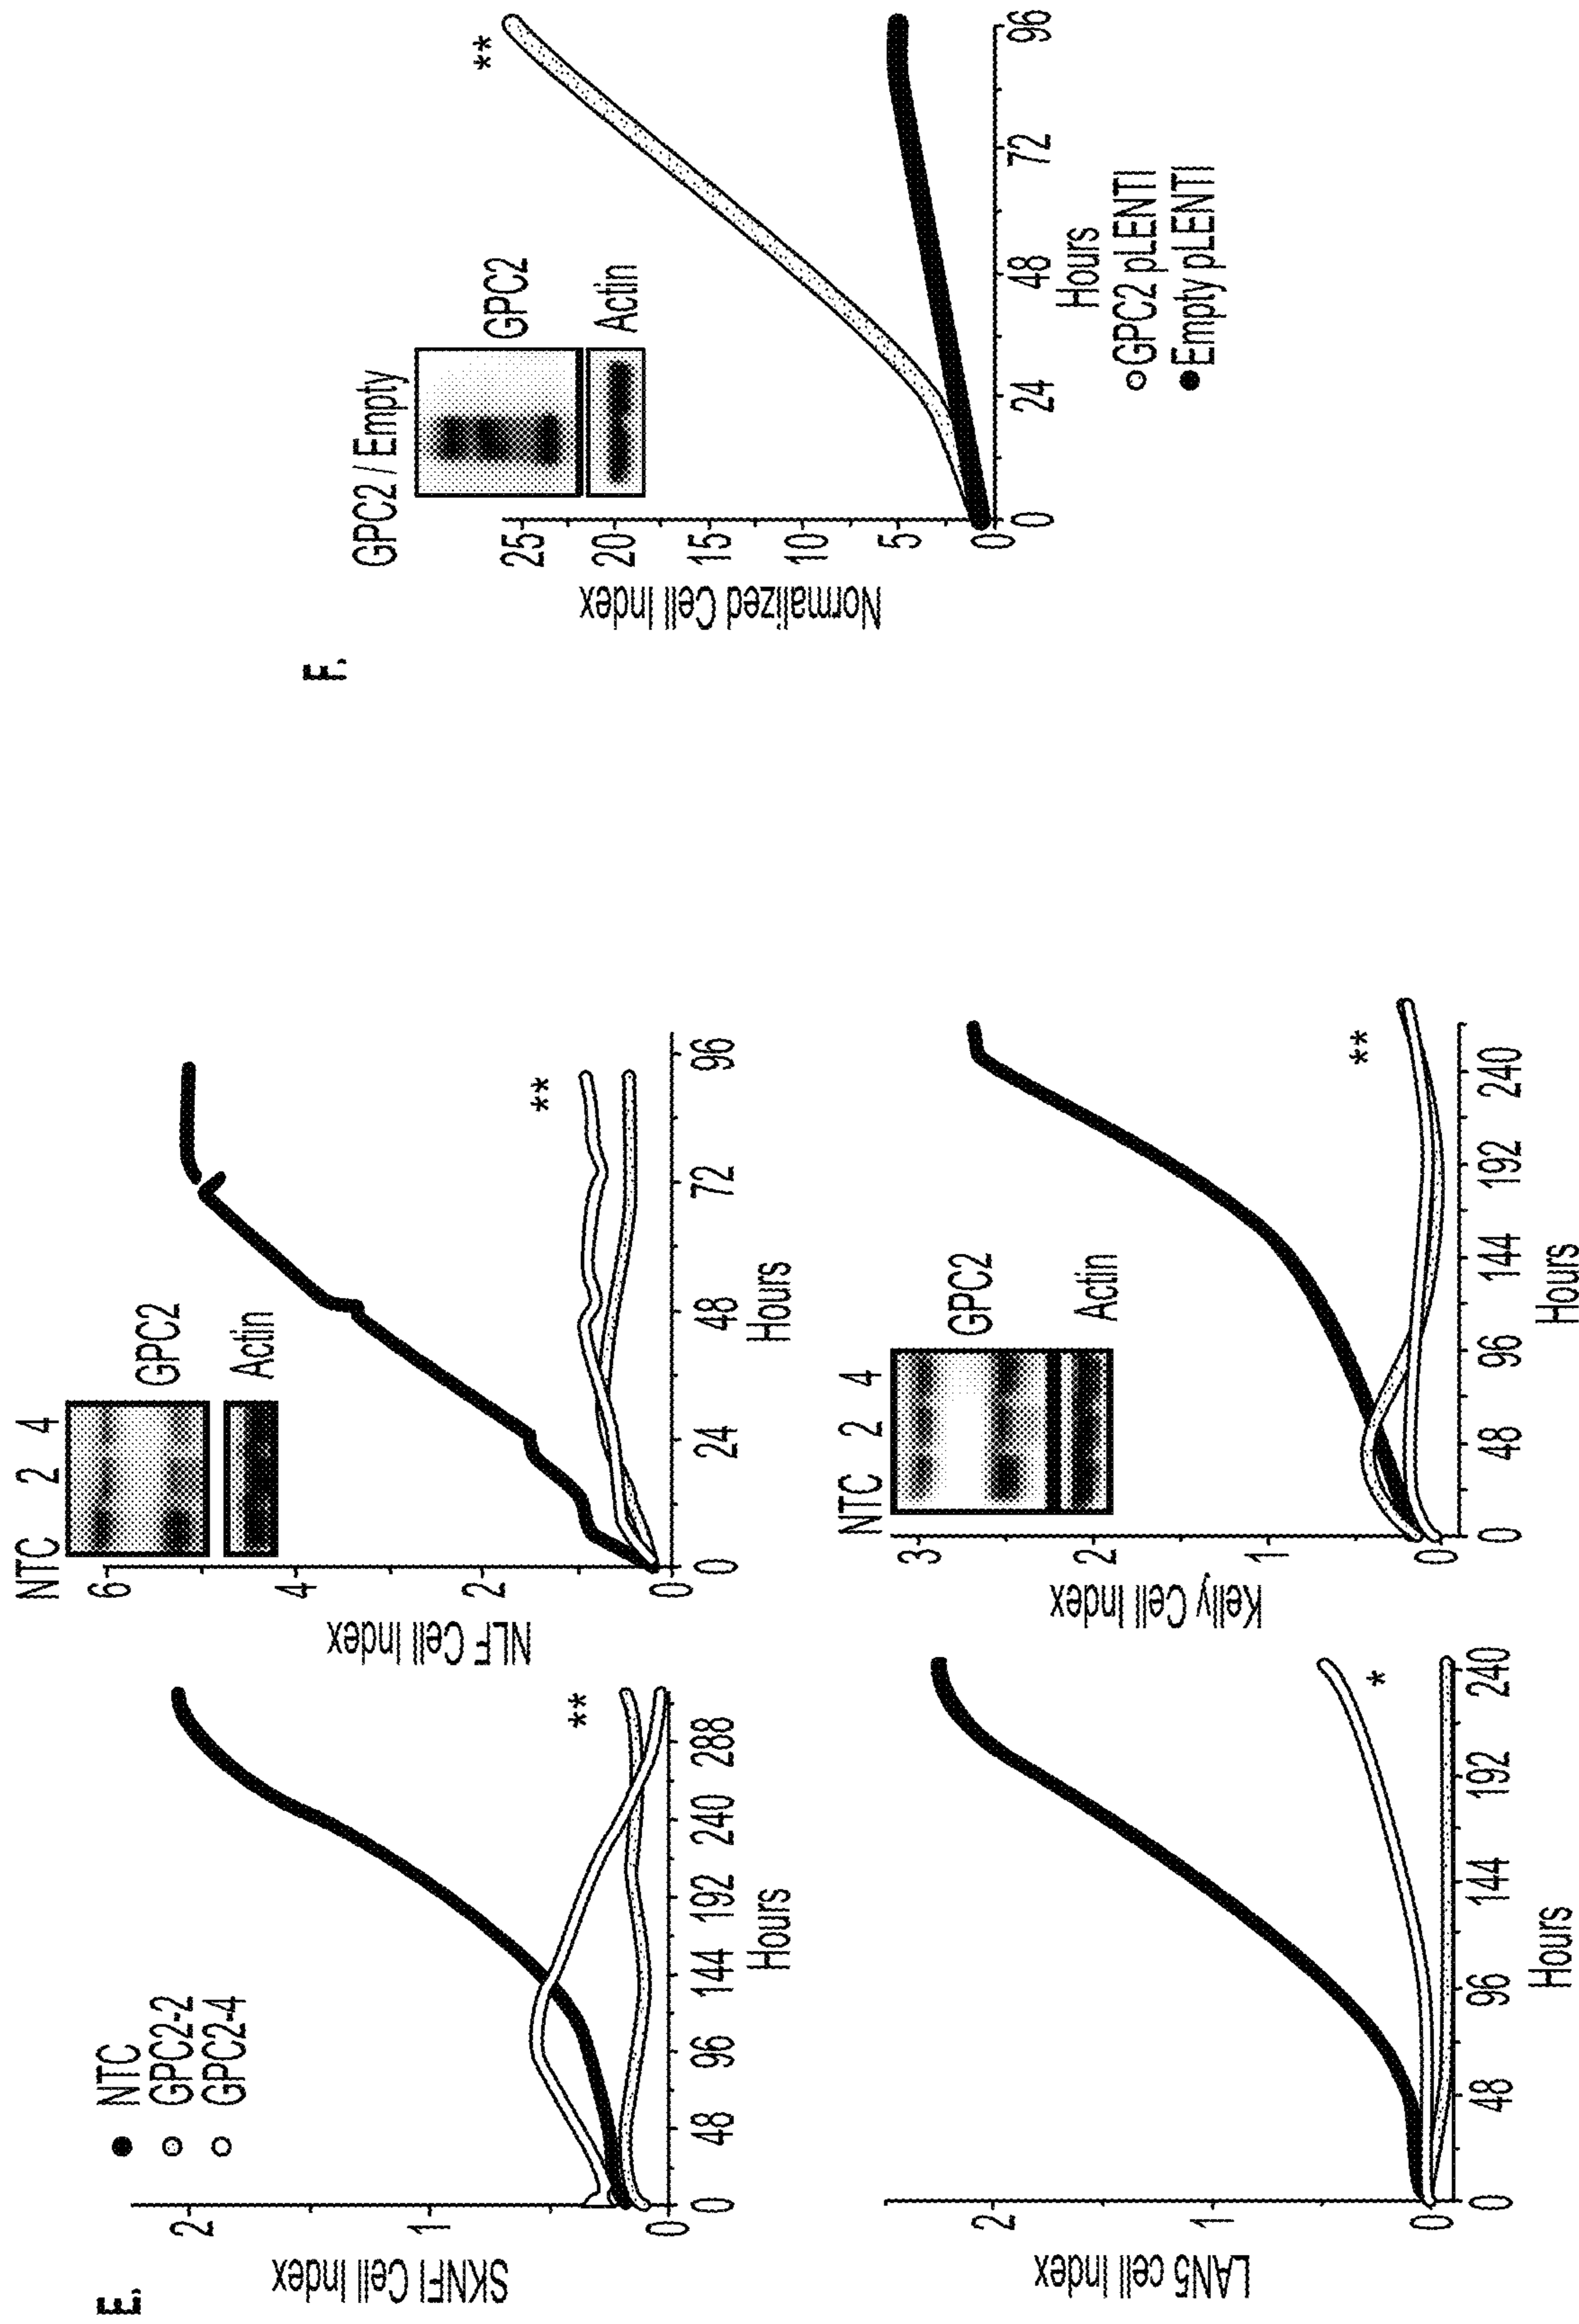 E.
NTC
GPC2-2
GPC2-4
SKNFI Cell Index
2
1
0
**
0 48 96 144 192 240 288
Hours
NTC 2 4
GPC2
Actin
NLF Cell Index
6
4
2
0
**
0 24 48 72 96
Hours
LAN5 cell Index
2
1
0
*
0 48 96 144 192 240
Hours
NTC 2 4
GPC2
Actin
Kelly Cell Index
3
2
1
0
**
0 48 96 144 192 240
Hours
F.
GPC2 / Empty
GPC2
Actin
Normalized Cell Index
25
20
15
10
5
0
**
0 24 48 72 96
Hours
GPC2 pLENTI
Empty pLENTI